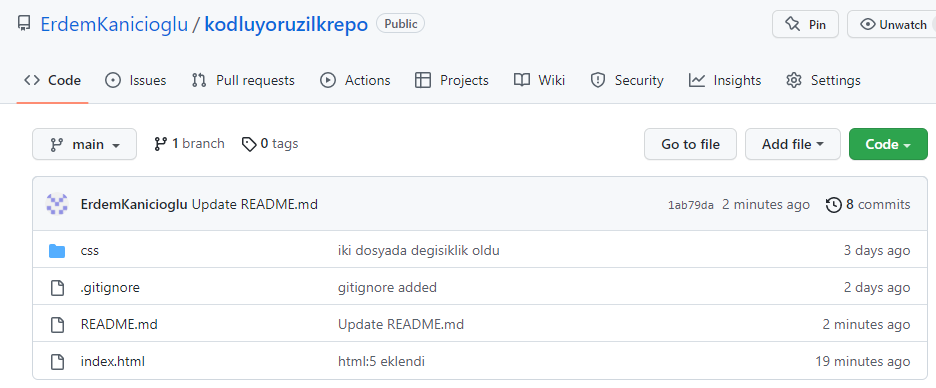 ErdemKanicioglu / kodluyoruzilkrepo Public Pin Unwatch
Code Issues Pull requests Actions Projects Wiki Security Insights Settings
main 1 branch 0 tags Go to file Add file Code
ErdemKanicioglu Update README.md 1ab79da 2 minutes ago 8 commits
css iki dosyada degisiklik oldu 3 days ago
.gitignore gitignore added 2 days ago
README.md Update README.md 2 minutes ago
index.html html:5 eklendi 19 minutes ago